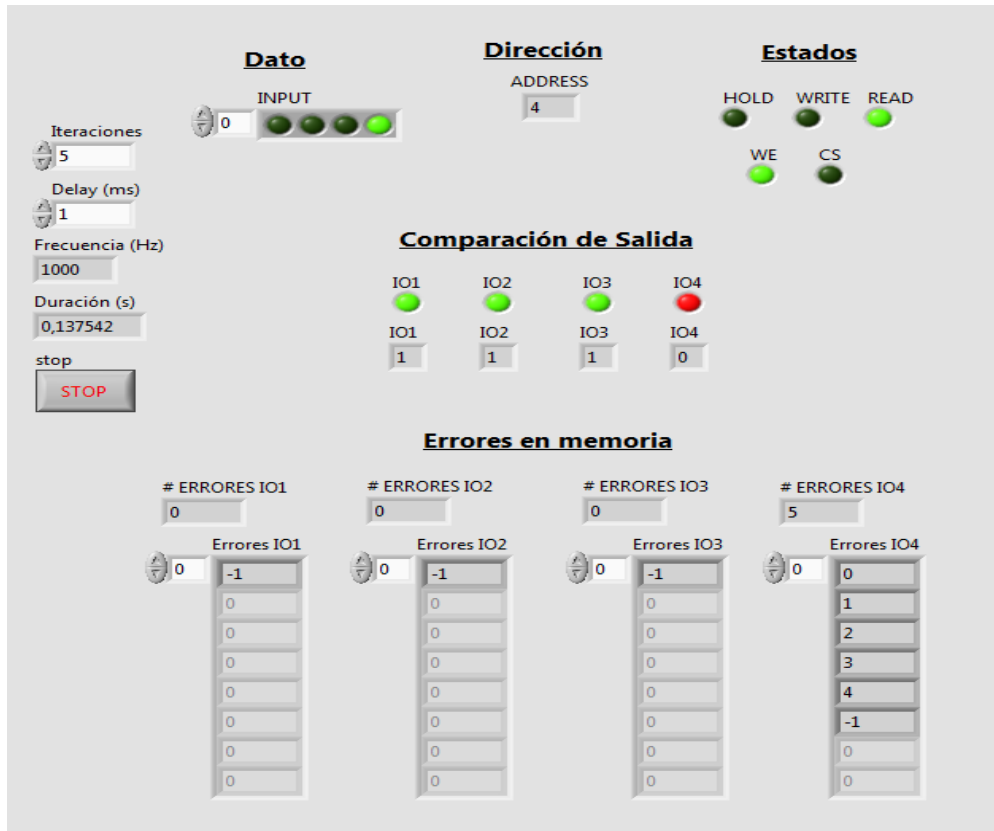 Dato
Dirección
Estados
INPUT
0
ADDRESS
4
HOLD WRITE READ
WE CS
Iteraciones
5
Delay (ms)
1
Frecuencia (Hz)
1000
Duración (s)
0,137542
stop
STOP
Comparación de Salida
IO1 IO2 IO3 IO4
IO1 IO2 IO3 IO4
1 1 1 0
Errores en memoria
# ERRORES IO1 # ERRORES IO2 # ERRORES IO3 # ERRORES IO4
0 0 0 5
Errores IO1 Errores IO2 Errores IO3 Errores IO4
0 -1 0 -1 0 -1 0 0
0 0 0 1
0 0 0 2
0 0 0 3
0 0 0 4
0 0 0 -1
0 0 0 0
0 0 0 0